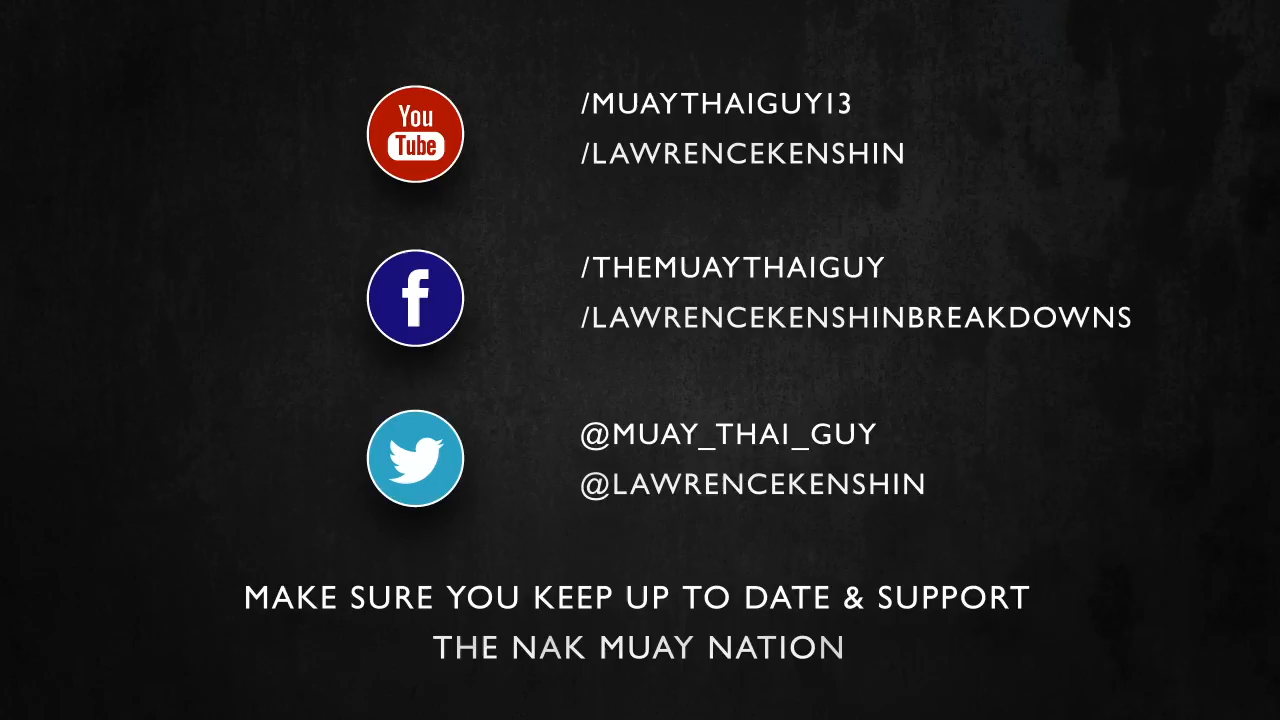 You
Tube
/MUAYTHAIGUY13
/LAWRENCEKENSHIN
f
/THEMUAYTHAIGUY
/LAWRENCEKENSHINBREAKDOWNS
@MUAY_THAI_GUY
@LAWRENCEKENSHIN
MAKE SURE YOU KEEP UP TO DATE & SUPPORT
THE NAK MUAY NATION